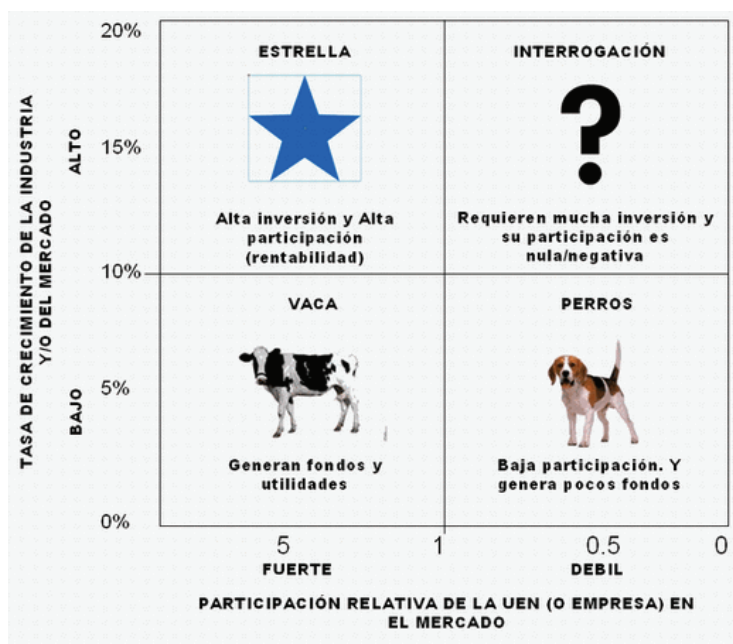 20%
ESTRELLA
INTERROGACIÓN
?
15%
Alta inversión y Alta
participación
(rentabilidad)
Requieren mucha inversión y
su participación es
nula/negativa
10%
TASA DE CRECIMIENTO DE LA INDUSTRIA
Y/O DEL MERCADO
ALTO
BAJO
VACA
PERROS
5%
Generan fondos y
utilidades
Baja participación. Y
genera pocos fondos
0%
5
1
0.5
0
FUERTE
DEBIL
PARTICIPACIÓN RELATIVA DE LA UEN (O EMPRESA) EN
EL MERCADO